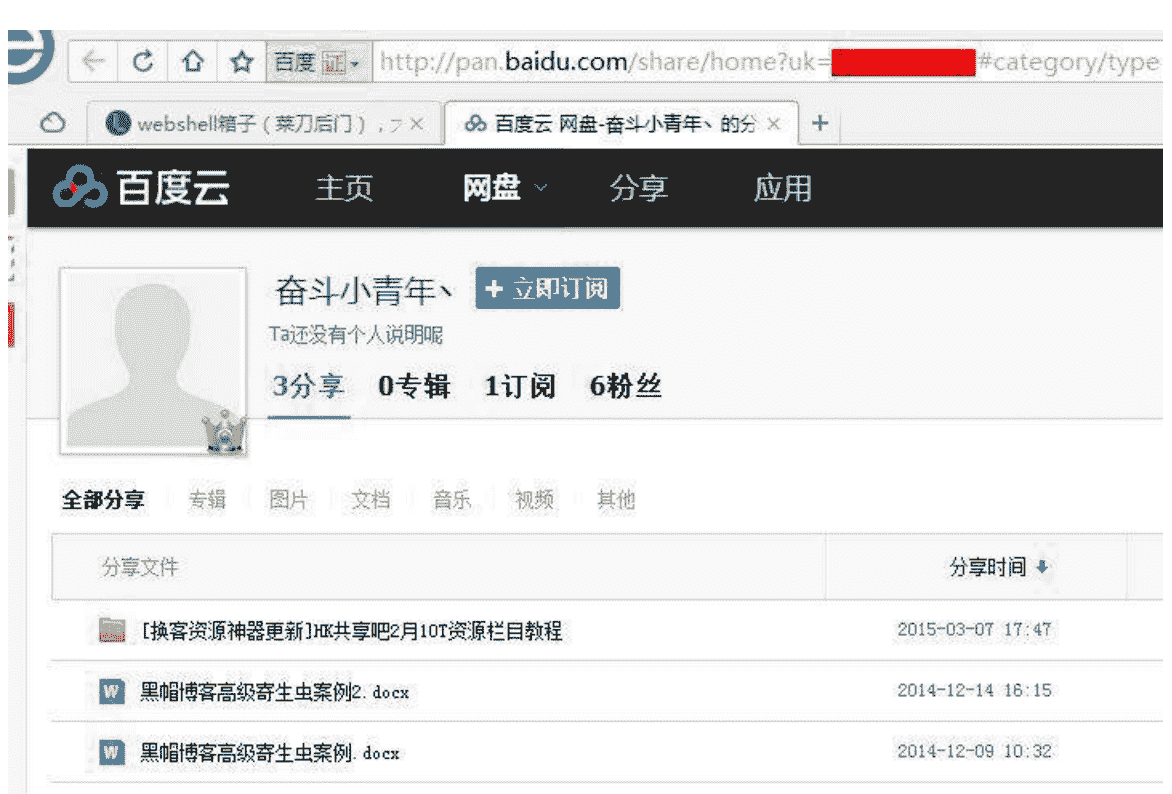 百度 证 http://pan.baidu.com/share/home?uk= #category/type
webshell箱子(菜刀后门),ラ × 百度云 网盘-奋斗小青年、的分 × +
百度云 主页 网盘 分享 应用
奋斗小青年、 + 立即订阅
Ta还没有个人说明呢
3分享 0专辑 1订阅 6粉丝
全部分享 专辑 图片 文档 音乐 视频 其他
分享文件 分享时间
[换客资源神器更新]HK共享吧2月10T资源栏目教程 2015-03-07 17:47
W 黑帽博客高级寄生虫案例2.docx 2014-12-14 16:15
W 黑帽博客高级寄生虫案例.docx 2014-12-09 10:32